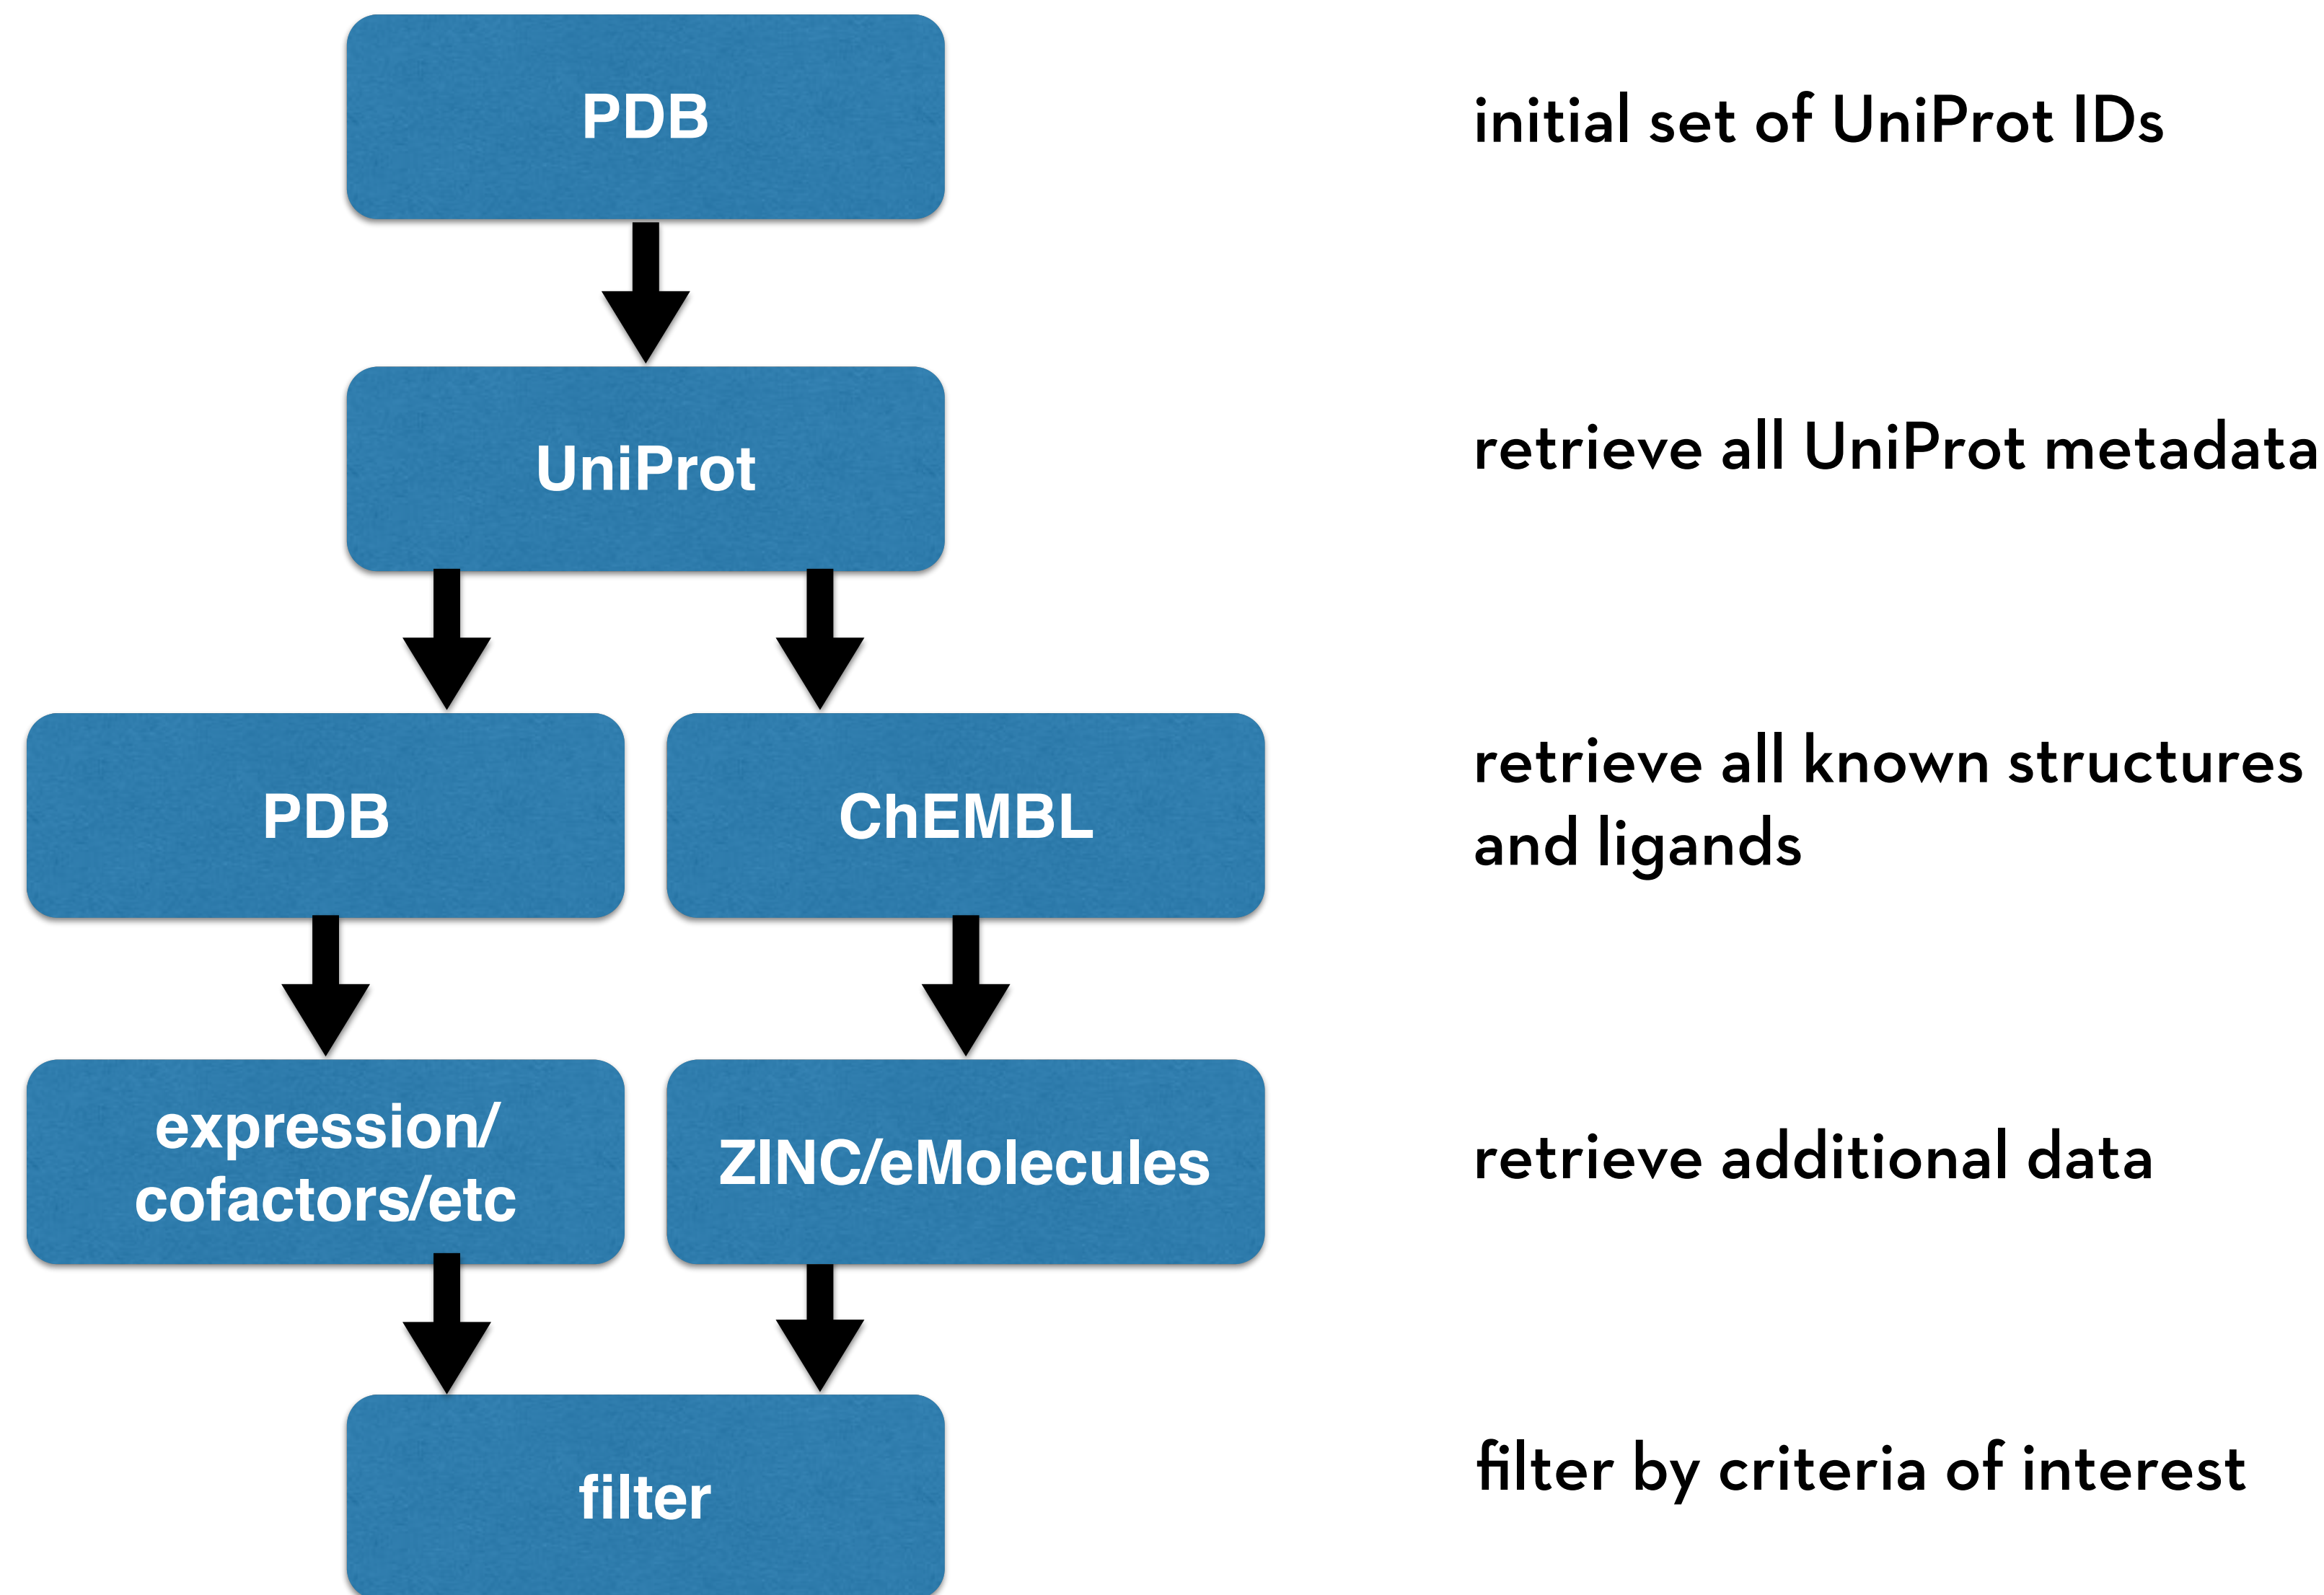 PDB
initial set of UniProt IDs
UniProt
retrieve all UniProt metadata
PDB
ChEMBL
retrieve all known structures
and ligands
expression/
cofactors/etc
ZINC/eMolecules
retrieve additional data
filter
filter by criteria of interest